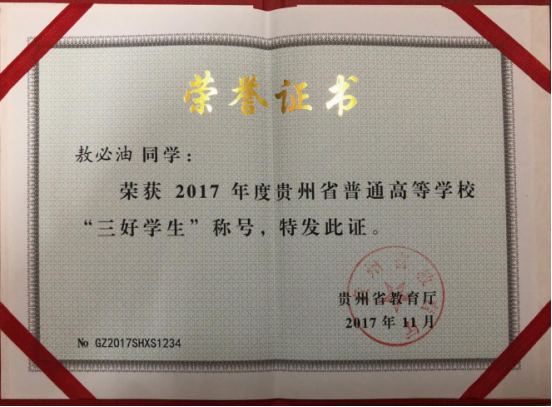 荣誉证书
敖必油 同学：
荣获 2017 年度贵州省普通高等学校
“三好学生”称号，特发此证。
贵州省教育厅
2017 年 11 月
No GZ2017SHXS1234